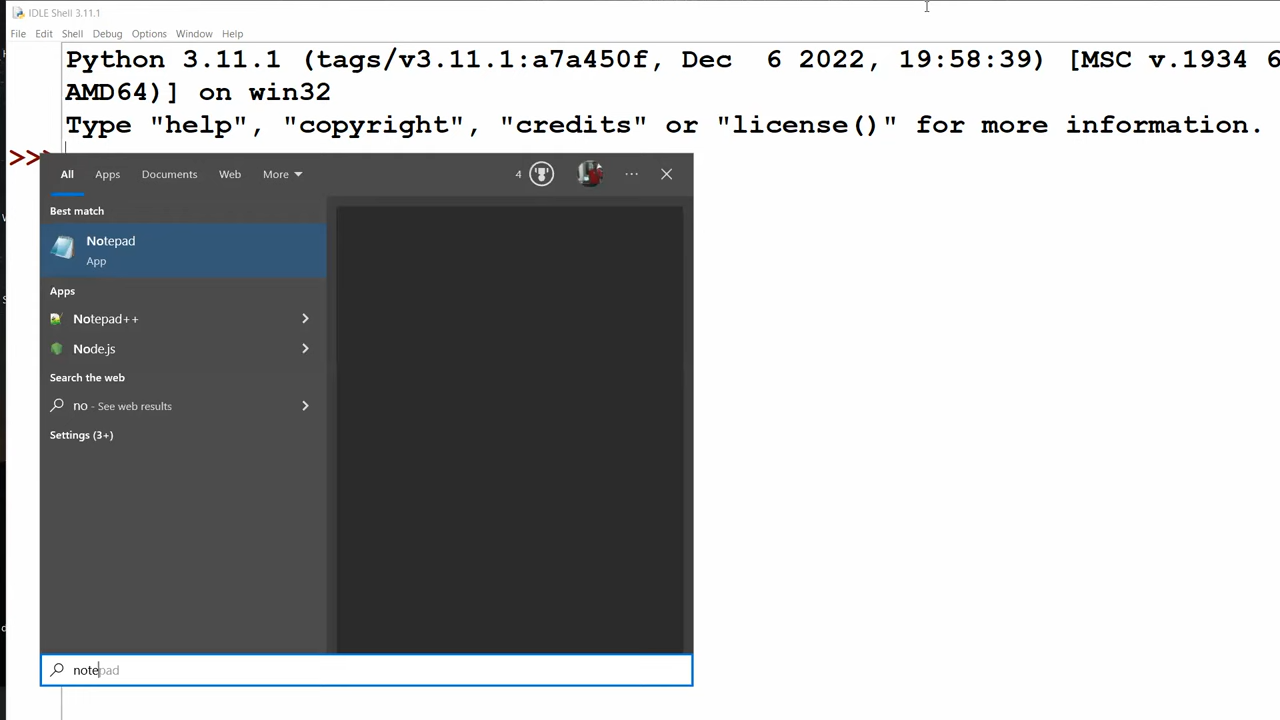 IDLE Shell 3.11.1
File Edit Shell Debug Options Window Help
Python 3.11.1 (tags/v3.11.1:a7a450f, Dec  6 2022, 19:58:39) [MSC v.1934 6
AMD64)] on win32
Type "help", "copyright", "credits" or "license()" for more information.
>>>
All Apps Documents Web More 4 ...
Best match
Notepad
App
Apps
Notepad++
Node.js
Search the web
no - See web results
Settings (3+)
notepad